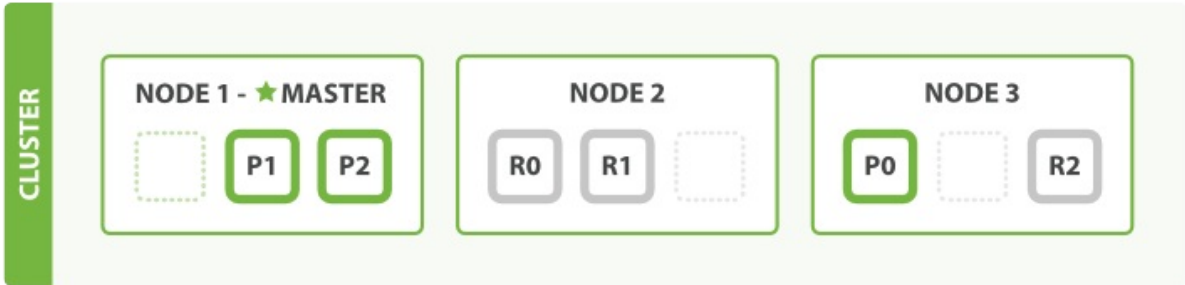 CLUSTER
NODE 1 - ★ MASTER
P1 P2
NODE 2
R0 R1
NODE 3
P0 R2